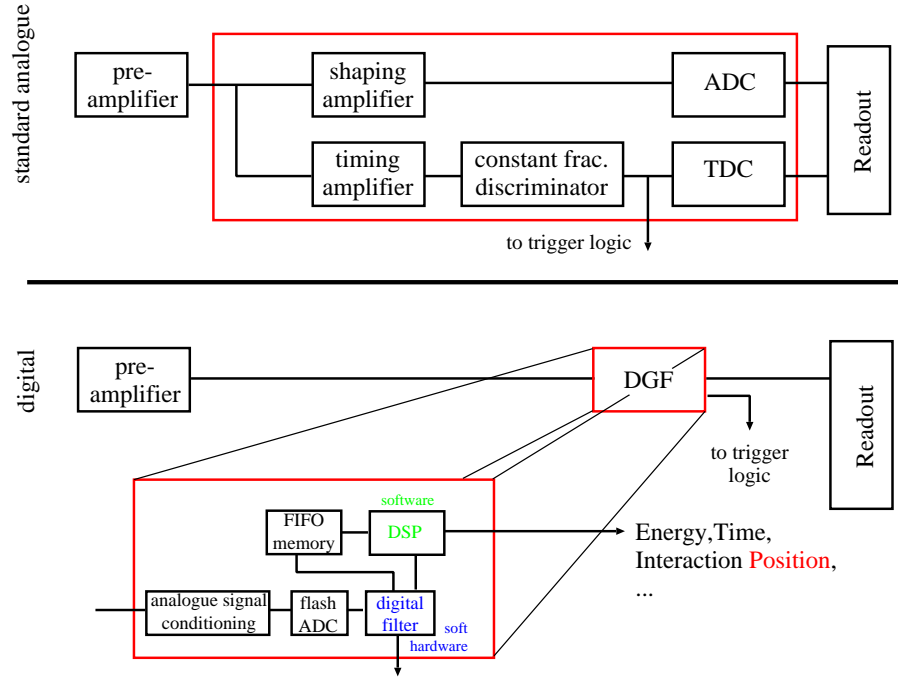 standard analogue
pre-
amplifier
shaping
amplifier
ADC
timing
amplifier
constant frac.
discriminator
TDC
Readout
to trigger logic
digital
pre-
amplifier
DGF
to trigger
logic
Readout
software
FIFO
memory
DSP
Energy,Time,
Interaction Position,
...
analogue signal
conditioning
flash
ADC
digital
filter
soft
hardware